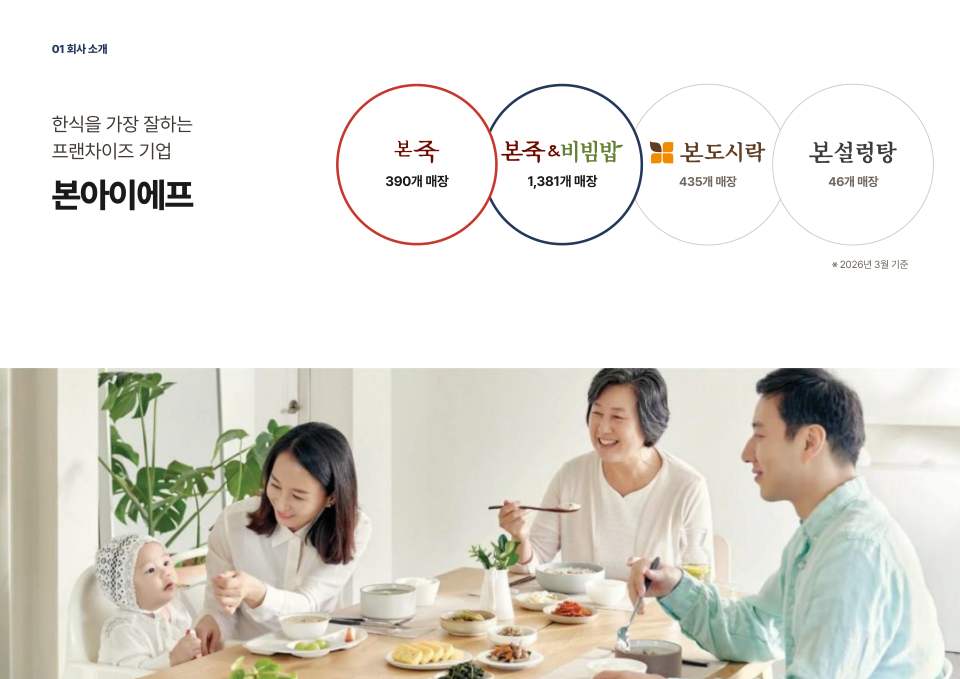 01 회사 소개
한식을 가장 잘하는
프랜차이즈 기업
본아이에프
본죽
390개 매장
본죽&비빔밥
1,381개 매장
본도시락
435개 매장
본설렁탕
46개 매장
※ 2026년 3월 기준